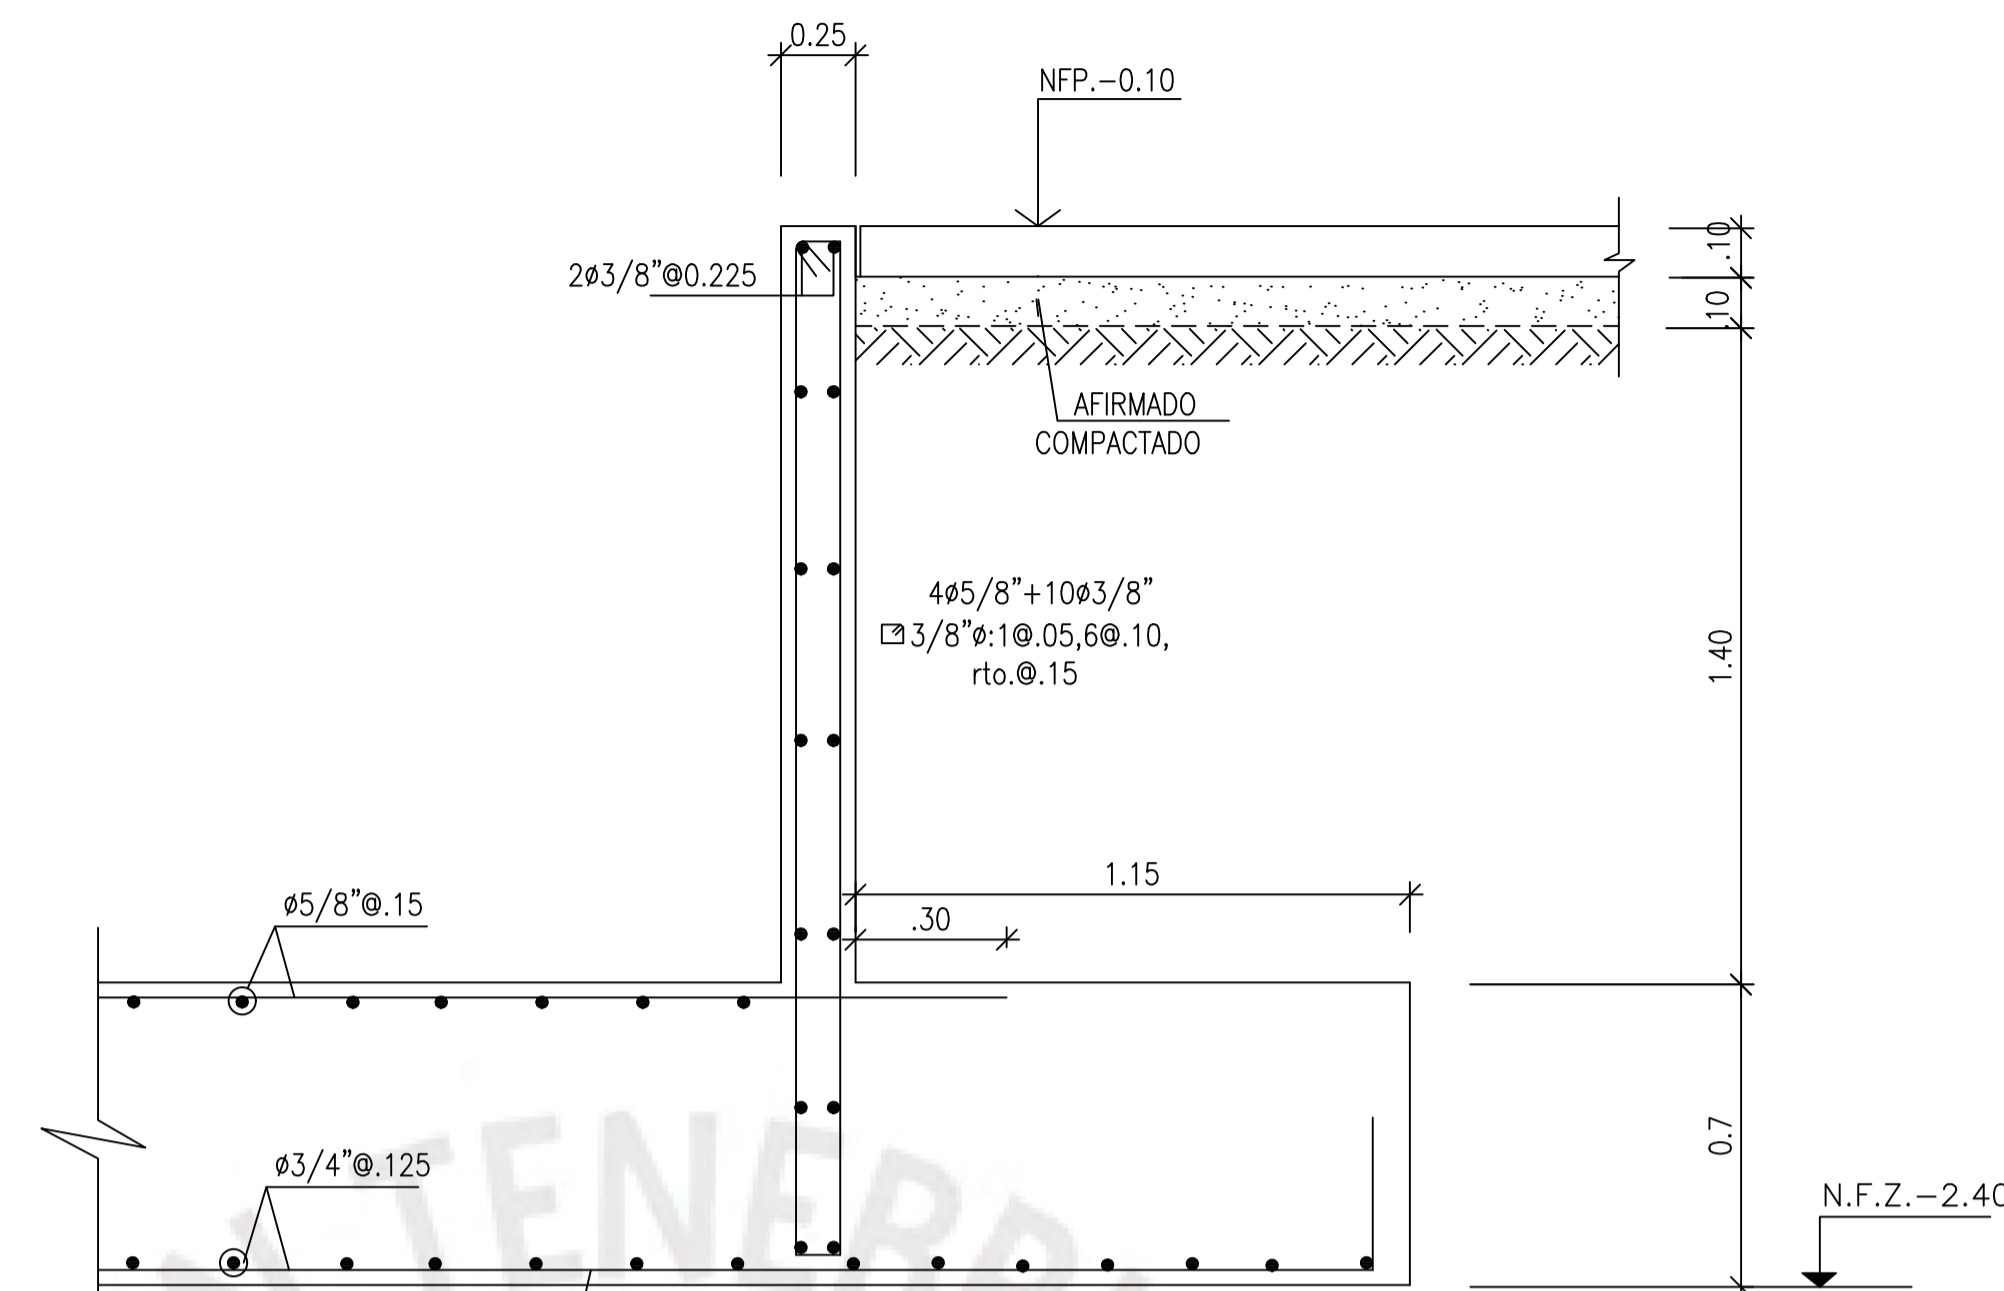 0.25
NFP.-0.10
2ø3/8"@0.225
.10
.10
AFIRMADO
COMPACTADO
4ø5/8"+10ø3/8"
3/8"ø:1@.05,6@.10,
rto.@.15
1.40
1.15
.30
ø5/8"@.15
0.7
ø3/4"@.125
N.F.Z.-2.40
TENEBR